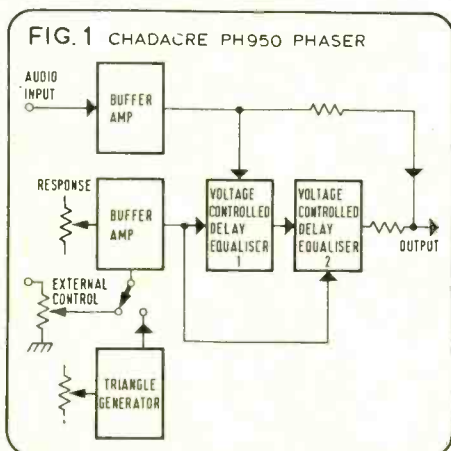 FIG. 1 CHADACRE PH950 PHASER
AUDIO
INPUT
BUFFER
AMP
RESPONSE
BUFFER
AMP
VOLTAGE
CONTROLLED
DELAY
EQUALISER
1
VOLTAGE
CONTROLLED
DELAY
EQUALISER
2
OUTPUT
EXTERNAL
CONTROL
TRIANGLE
GENERATOR